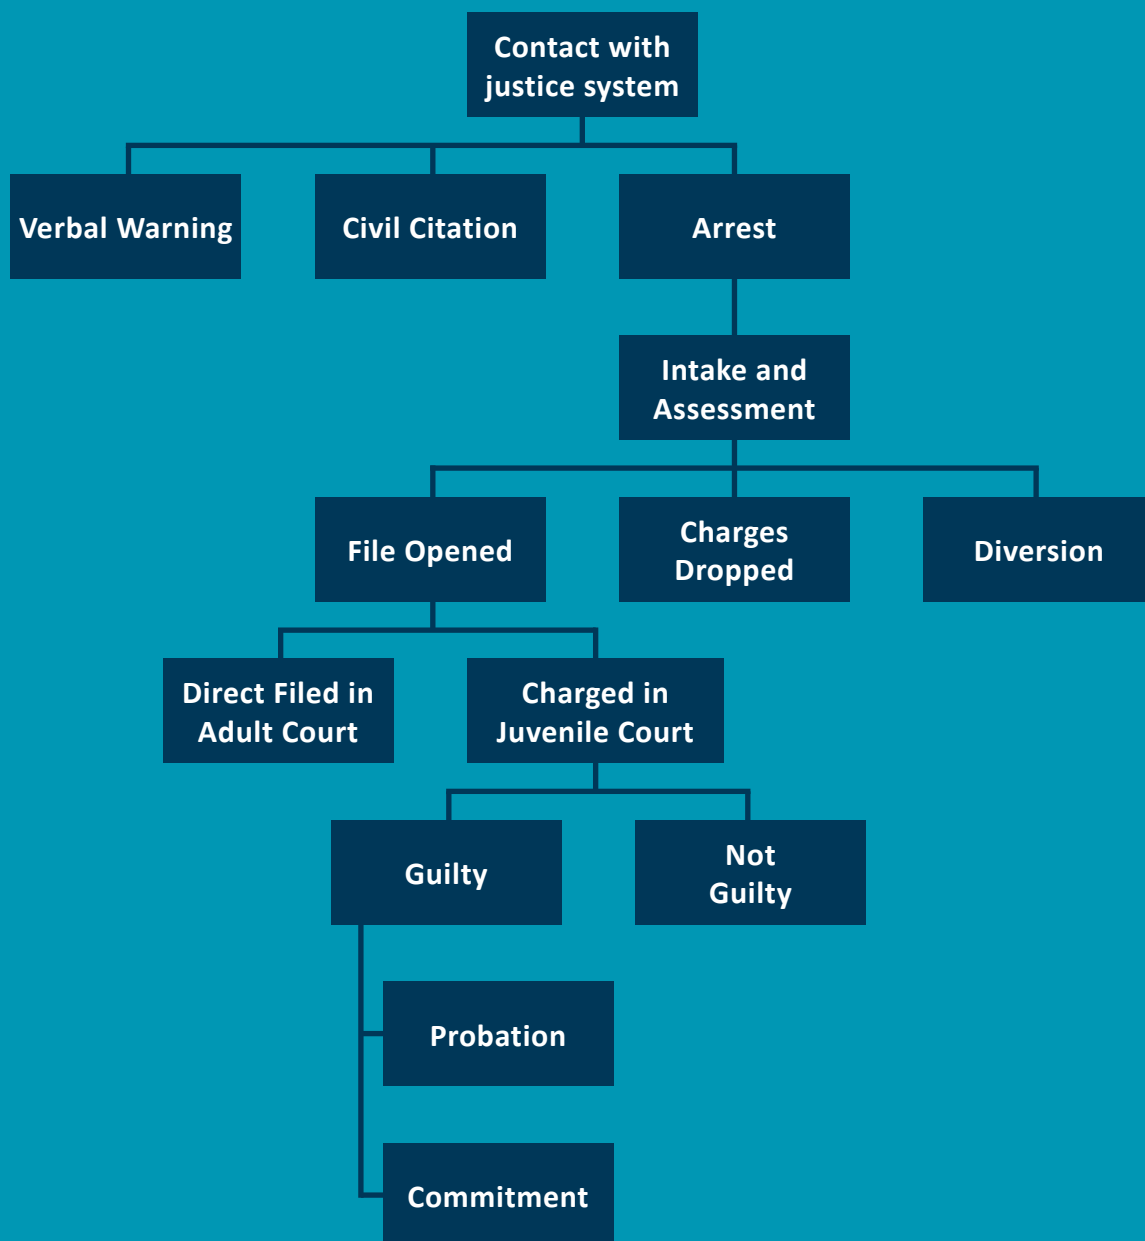 Contact with
justice system
Verbal Warning
Civil Citation
Arrest
Intake and
Assessment
File Opened
Charges
Dropped
Diversion
Direct Filed in
Adult Court
Charged in
Juvenile Court
Guilty
Not
Guilty
Probation
Commitment